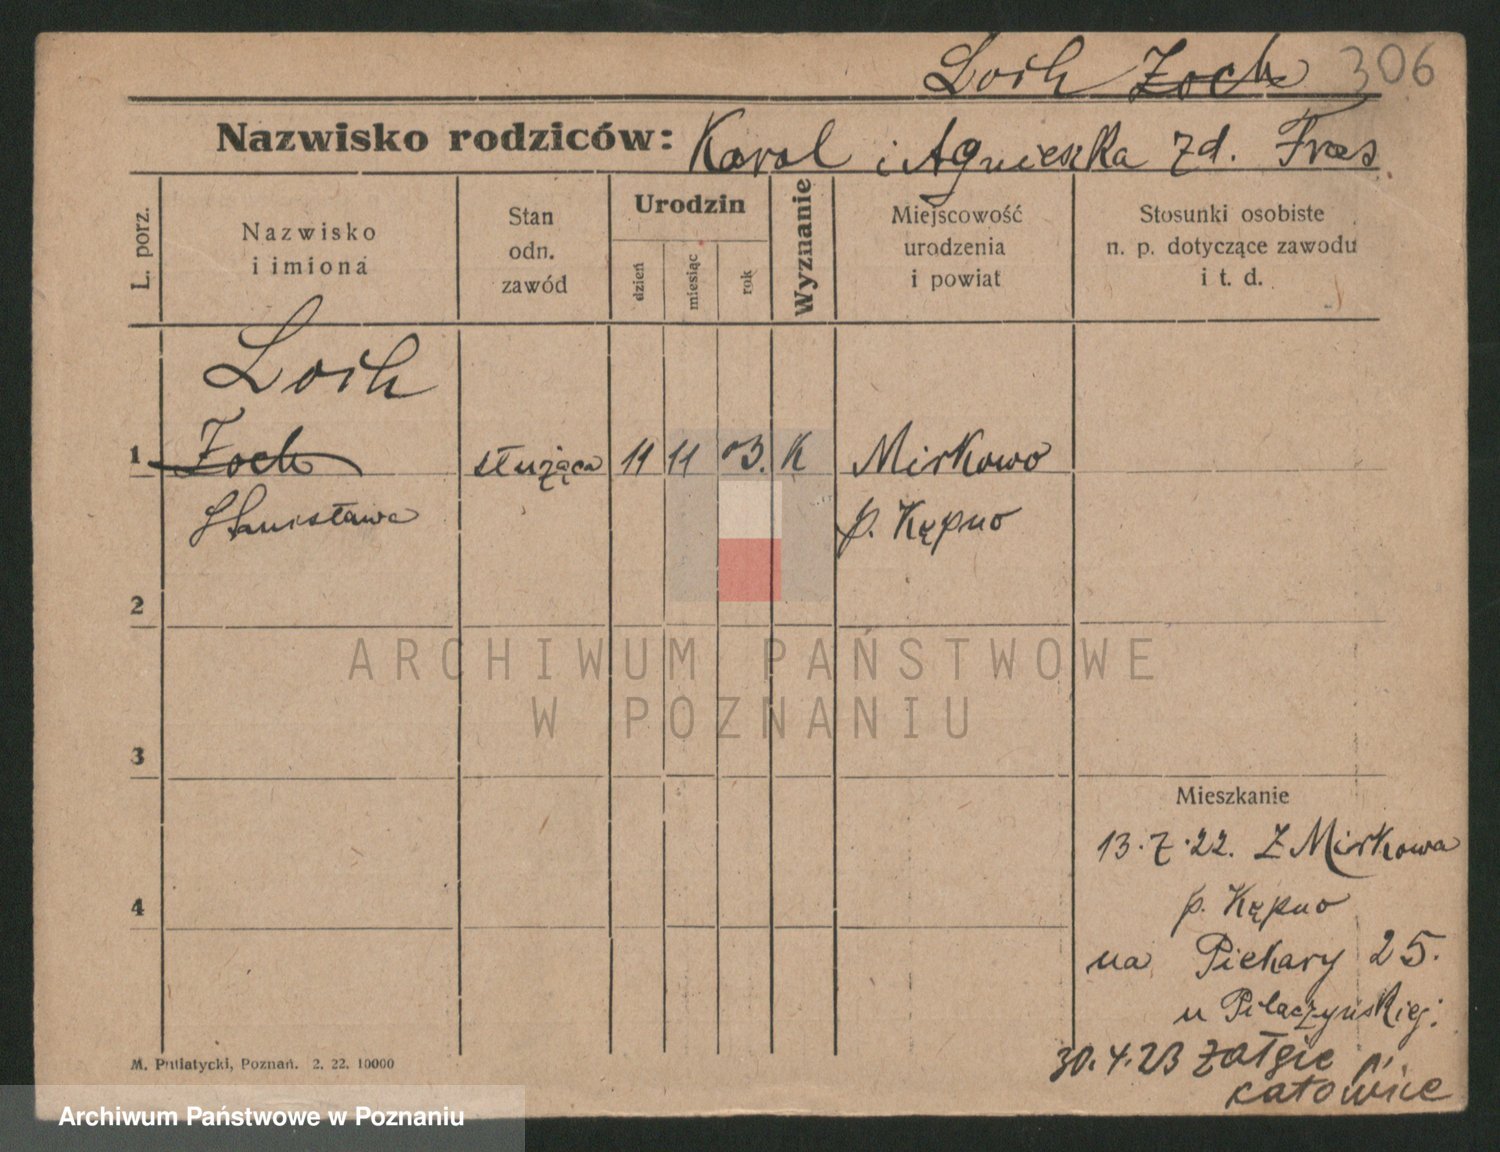 Loch Zoch 306
Nazwisko rodziców: Karol i Agnieszka zd. Fras
L. porz.
Nazwisko
i imiona
Stan
odn.
zawód
Urodzin
dzień
miesiąc
rok
Wyznanie
Miejscowość
urodzenia
i powiat
Stosunki osobiste
n. p. dotyczące zawodu
i t. d.
Loch
1 Zoch służąca 11 11 03. K Mirkowo
Stanisława p. Kępno
2
ARCHIWUM PAŃSTWOWE
W POZNANIU
3
Mieszkanie
13.7.22. Z Mirkowa
4 p. Kępno
na Piekary 25.
u Pilaczyńskiej.
30.4.23 Załęże
Katowice
M. Putiatycki, Poznań. 2. 22. 10000
Archiwum Państwowe w Poznaniu